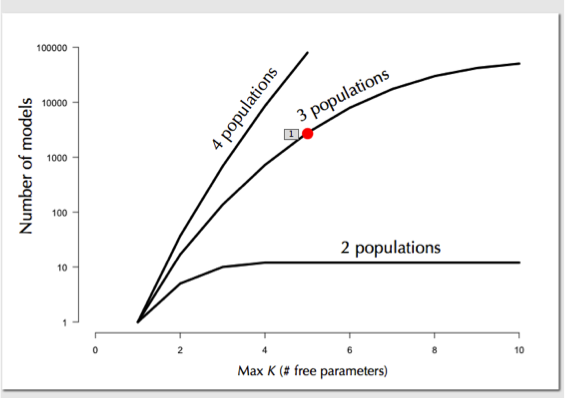 Number of models
100000
10000
1000
100
10
1
4 populations
3 populations
1
2 populations
0 2 4 6 8 10
Max K (# free parameters)